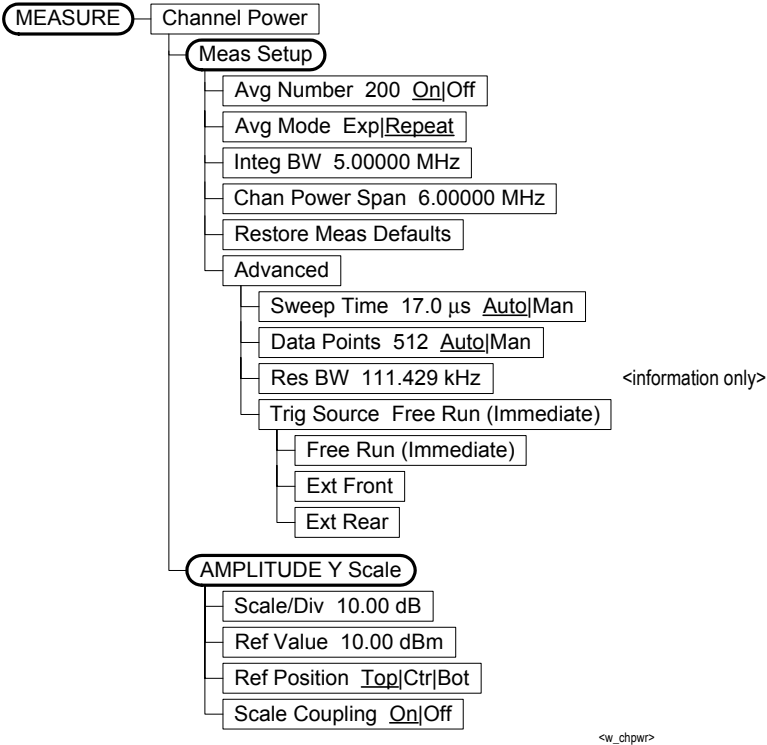 MEASURE
Channel Power
Meas Setup
Avg Number 200 On|Off
Avg Mode Exp|Repeat
Integ BW 5.00000 MHz
Chan Power Span 6.00000 MHz
Restore Meas Defaults
Advanced
Sweep Time 17.0 μs Auto|Man
Data Points 512 Auto|Man
Res BW 111.429 kHz
<information only>
Trig Source Free Run (Immediate)
Free Run (Immediate)
Ext Front
Ext Rear
AMPLITUDE Y Scale
Scale/Div 10.00 dB
Ref Value 10.00 dBm
Ref Position Top|Ctr|Bot
Scale Coupling On|Off
<w_chpwr>